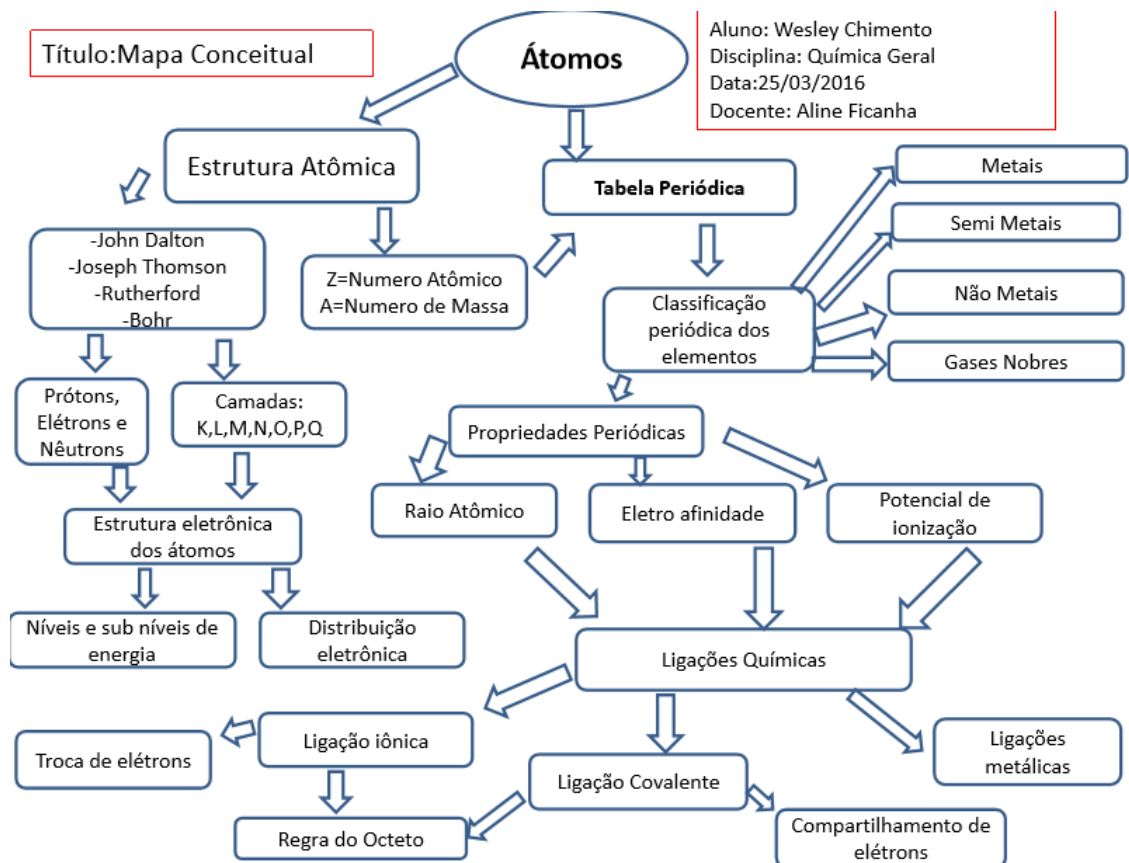 Título:Mapa Conceitual
Átomos
Aluno: Wesley Chimento
Disciplina: Química Geral
Data:25/03/2016
Docente: Aline Ficanha
Estrutura Atômica
Tabela Periódica
Metais
Semi Metais
Não Metais
Gases Nobres
-John Dalton
-Joseph Thomson
-Rutherford
-Bohr
Z=Numero Atômico
A=Numero de Massa
Classificação
periódica dos
elementos
Prótons,
Elétrons e
Nêutrons
Camadas:
K,L,M,N,O,P,Q
Propriedades Periódicas
Raio Atômico
Eletro afinidade
Potencial de
ionização
Estrutura eletrônica
dos átomos
Níveis e sub níveis de
energia
Distribuição
eletrônica
Ligações Químicas
Ligação iônica
Troca de elétrons
Ligação Covalente
Ligações
metálicas
Regra do Octeto
Compartilhamento de
elétrons